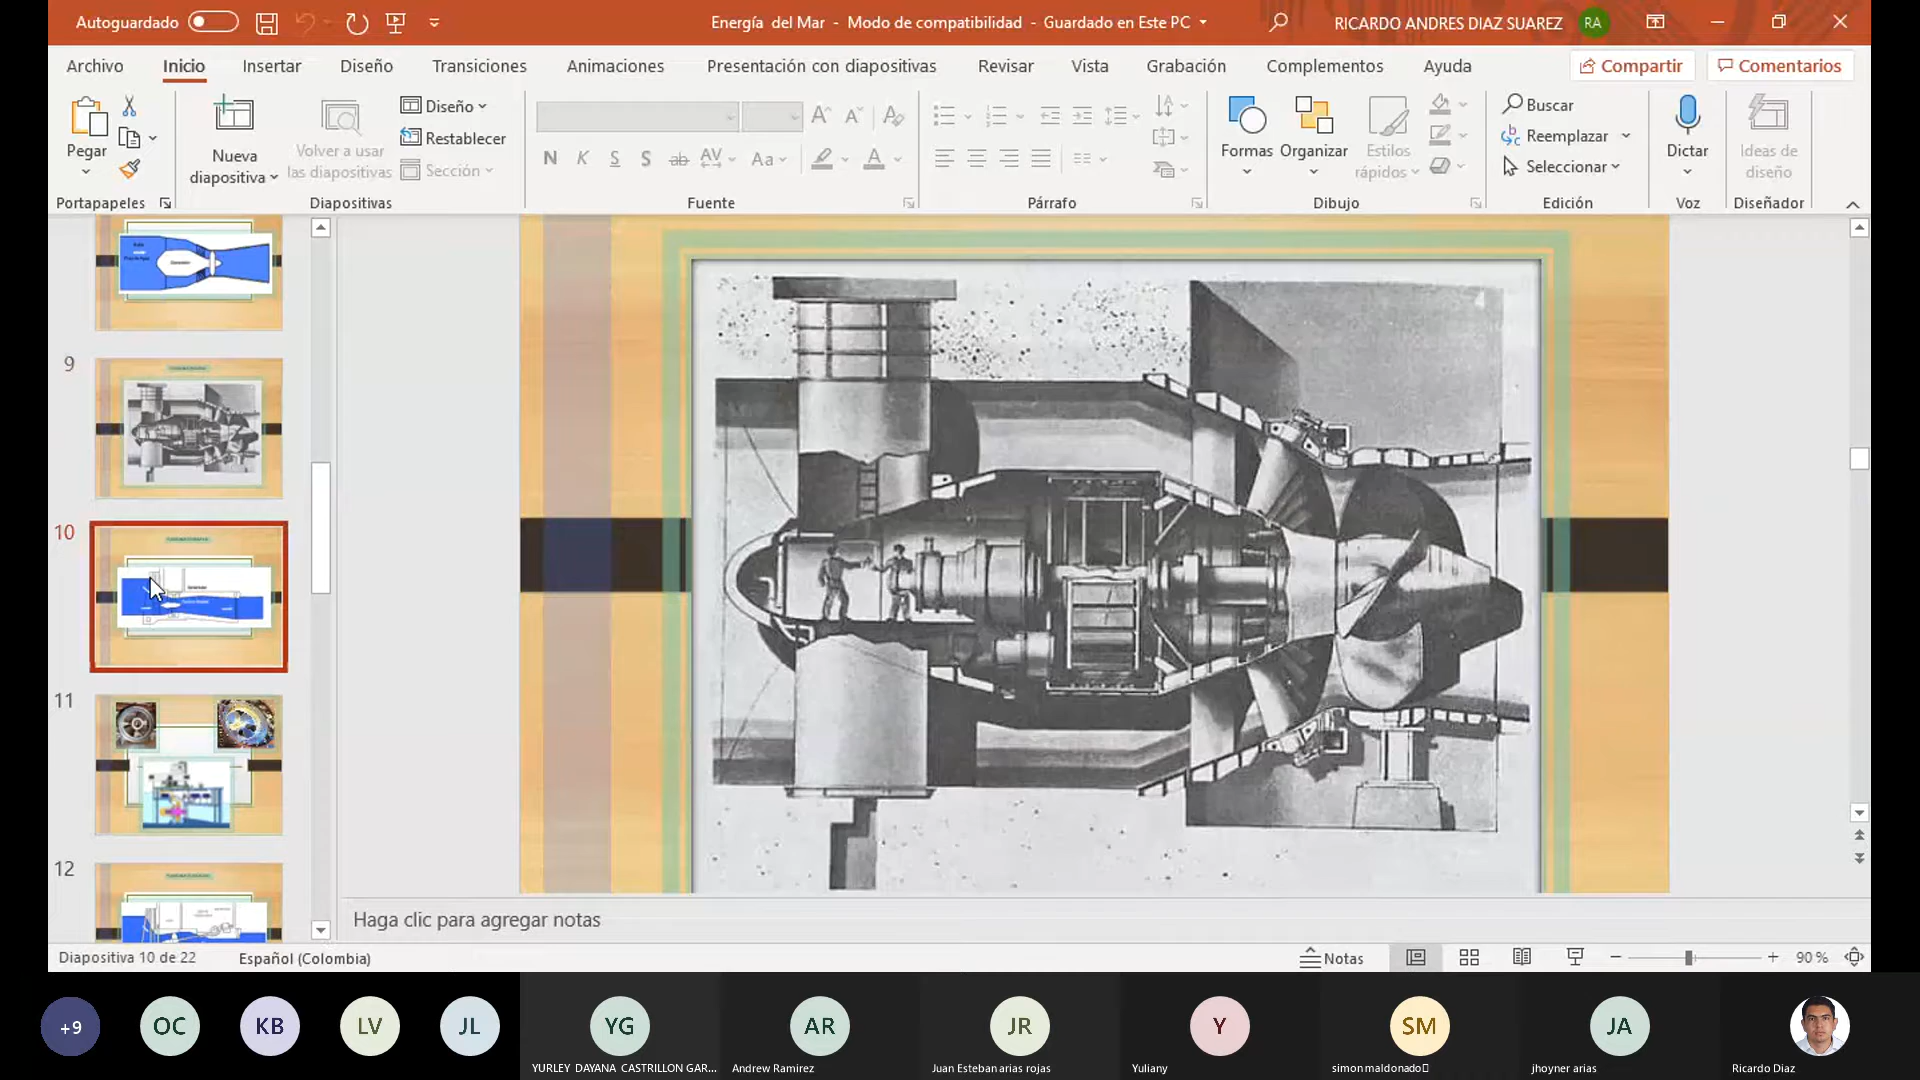 Autoguardado
Energía del Mar - Modo de compatibilidad - Guardado en Este PC
RICARDO ANDRES DIAZ SUAREZ
RA
Archivo
Inicio
Insertar
Diseño
Transiciones
Animaciones
Presentación con diapositivas
Revisar
Vista
Grabación
Complementos
Ayuda
Compartir
Comentarios
Pegar
Nueva
diapositiva
Volver a usar
las diapositivas
Diseño
Restablecer
Sección
N K S S ab AV Aa A
Formas
Organizar
Estilos
rápidos
Buscar
Reemplazar
Seleccionar
Dictar
Ideas de
diseño
Portapapeles
Diapositivas
Fuente
Párrafo
Dibujo
Edición
Voz
Diseñador
9
10
11
12
4
Haga clic para agregar notas
Diapositiva 10 de 22
Español (Colombia)
Notas
90 %
+9
OC
KB
LV
JL
YG
AR
JR
Y
SM
JA
YURLEY DAYANA CASTRILLON GAR...
Andrew Ramirez
Juan Esteban arias rojas
Yuliany
simon maldonado
jhoyner arias
Ricardo Diaz